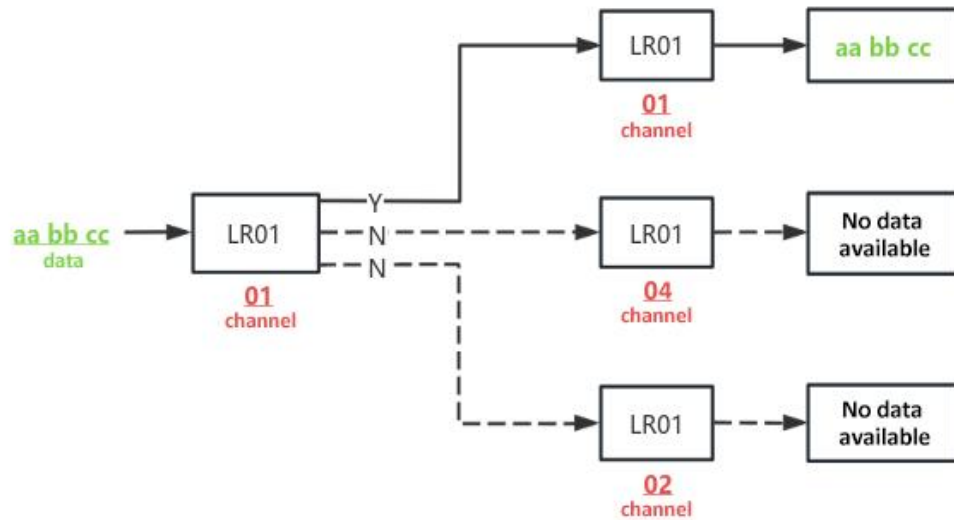 LR01
aa bb cc
01
channel
Y
aa bb cc
data
LR01
N
N
01
channel
LR01
04
channel
No data
available
LR01
02
channel
No data
available